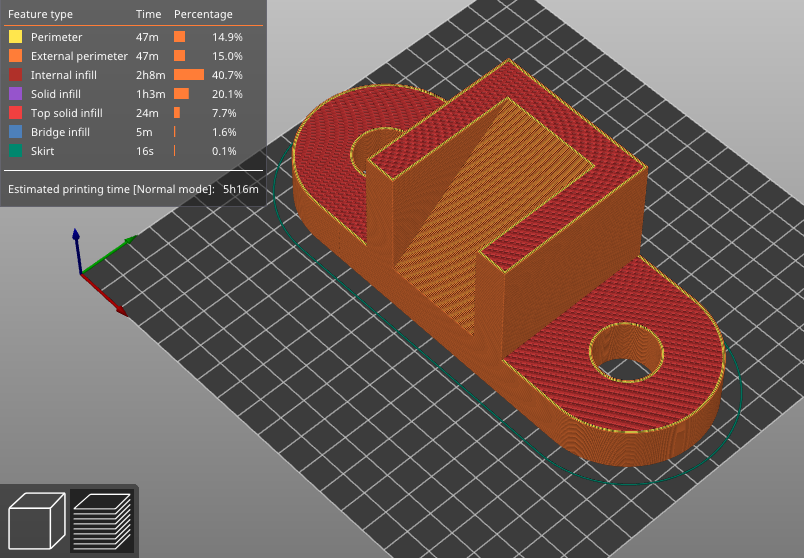 Feature type Time Percentage
Perimeter 47m 14.9%
External perimeter 47m 15.0%
Internal infill 2h8m 40.7%
Solid infill 1h3m 20.1%
Top solid infill 24m 7.7%
Bridge infill 5m 1.6%
Skirt 16s 0.1%
Estimated printing time [Normal mode]: 5h16m